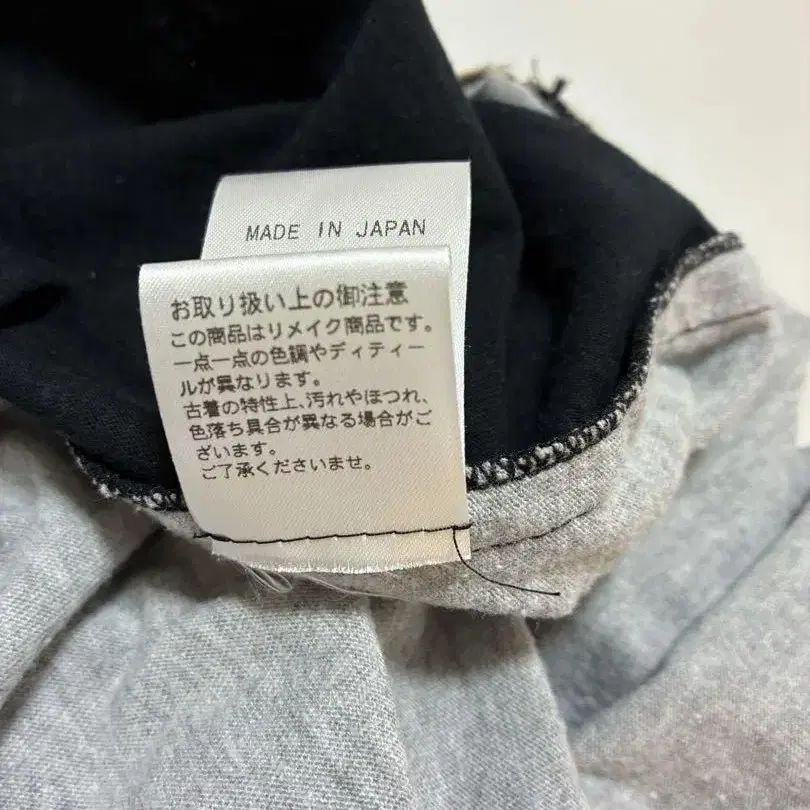 MADE IN JAPAN
お取り扱い上の御注意
この商品はリメイク商品です。
一点一点の色調やディティー
ルが異なります。
古着の特性上、汚れやほつれ、
色落ち具合が異なる場合がご
ざいます。
ご了承くださいませ。